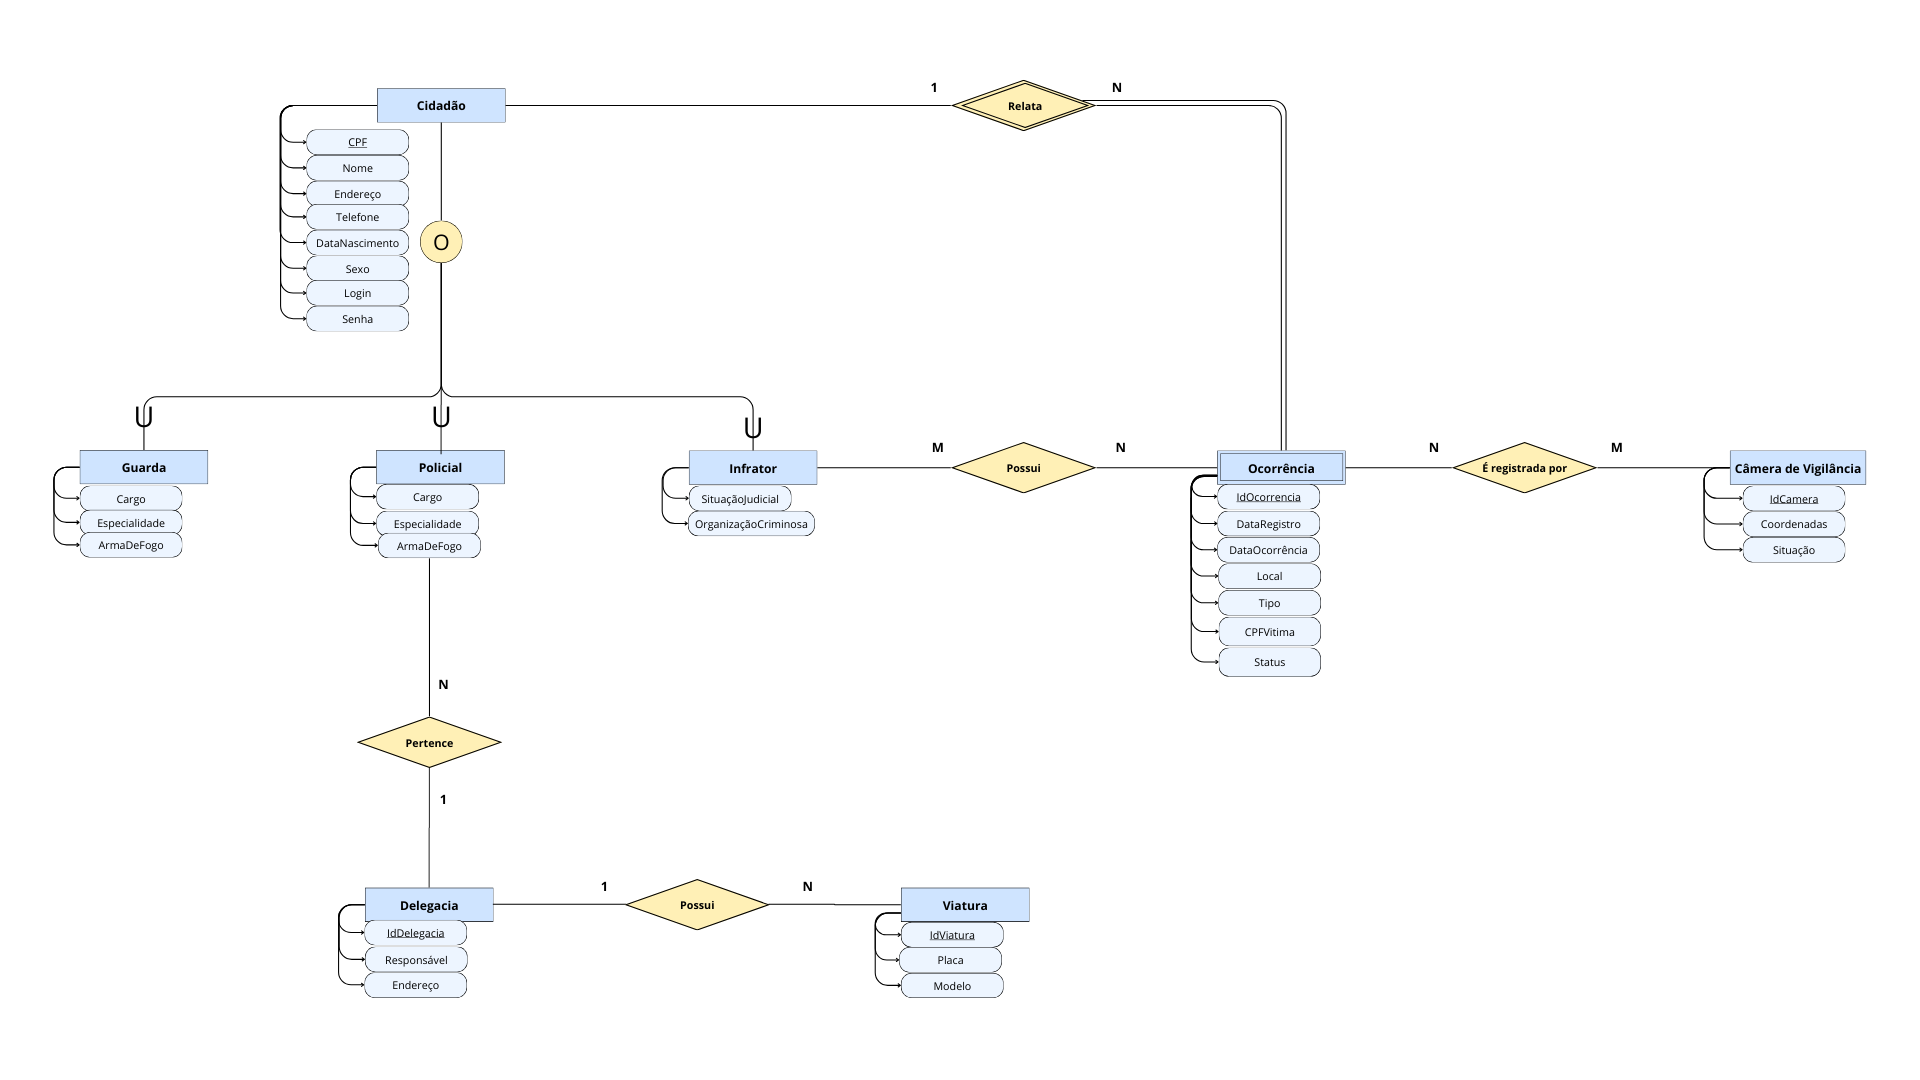 Cidadão
1
Relata
N
CPF
Nome
Endereço
Telefone
DataNascimento
Sexo
Login
Senha
O
U
U
U
Guarda
Cargo
Especialidade
ArmaDeFogo
Policial
Cargo
Especialidade
ArmaDeFogo
Infrator
SituaçãoJudicial
OrganizaçãoCriminosa
M
Possui
N
Ocorrência
IdOcorrencia
DataRegistro
DataOcorrência
Local
Tipo
CPFVitima
Status
N
É registrada por
M
Câmera de Vigilância
IdCamera
Coordenadas
Situação
N
Pertence
1
Delegacia
IdDelegacia
Responsável
Endereço
1
Possui
N
Viatura
IdViatura
Placa
Modelo